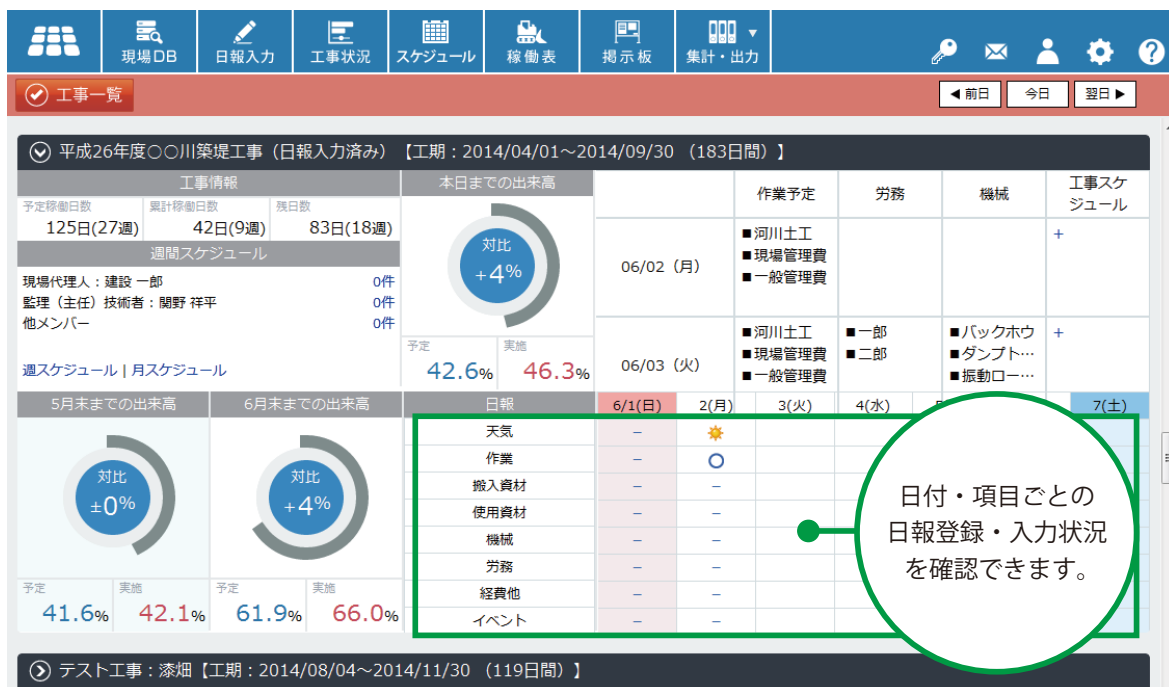 現場DB 日報入力 工事状況 スケジュール 稼働表 掲示板 集計・出力 ▼
工事一覧 ◀前日 今日 翌日▶
平成26年度○○川築堤工事（日報入力済み）【工期：2014/04/01～2014/09/30 （183日間）】
工事情報
予定稼働日数 累計稼働日数 残日数
125日(27週) 42日(9週) 83日(18週)
週間スケジュール
現場代理人：建設 一郎 0件
監理（主任）技術者：関野 祥平 0件
他メンバー 0件
週スケジュール | 月スケジュール
本日までの出来高
対比
+4%
予定 実施
42.6% 46.3%
作業予定 労務 機械 工事スケ
ジュール
06/02（月）
■河川土工
■現場管理費
■一般管理費
+
06/03（火）
■河川土工 ■一郎 ■バックホウ +
■現場管理費 ■二郎 ■ダンプト…
■一般管理費 ■振動ロー…
5月末までの出来高 6月末までの出来高
対比 対比
±0% +4%
予定 実施 予定 実施
41.6% 42.1% 61.9% 66.0%
日報 6/1(日) 2(月) 3(火) 4(水) 7(土)
天気 －
作業 － ○
搬入資材 － －
使用資材 － －
機械 － －
労務 － －
経費他 － －
イベント － －
日付・項目ごとの
日報登録・入力状況
を確認できます。
テスト工事：漆畑【工期：2014/08/04～2014/11/30 （119日間）】